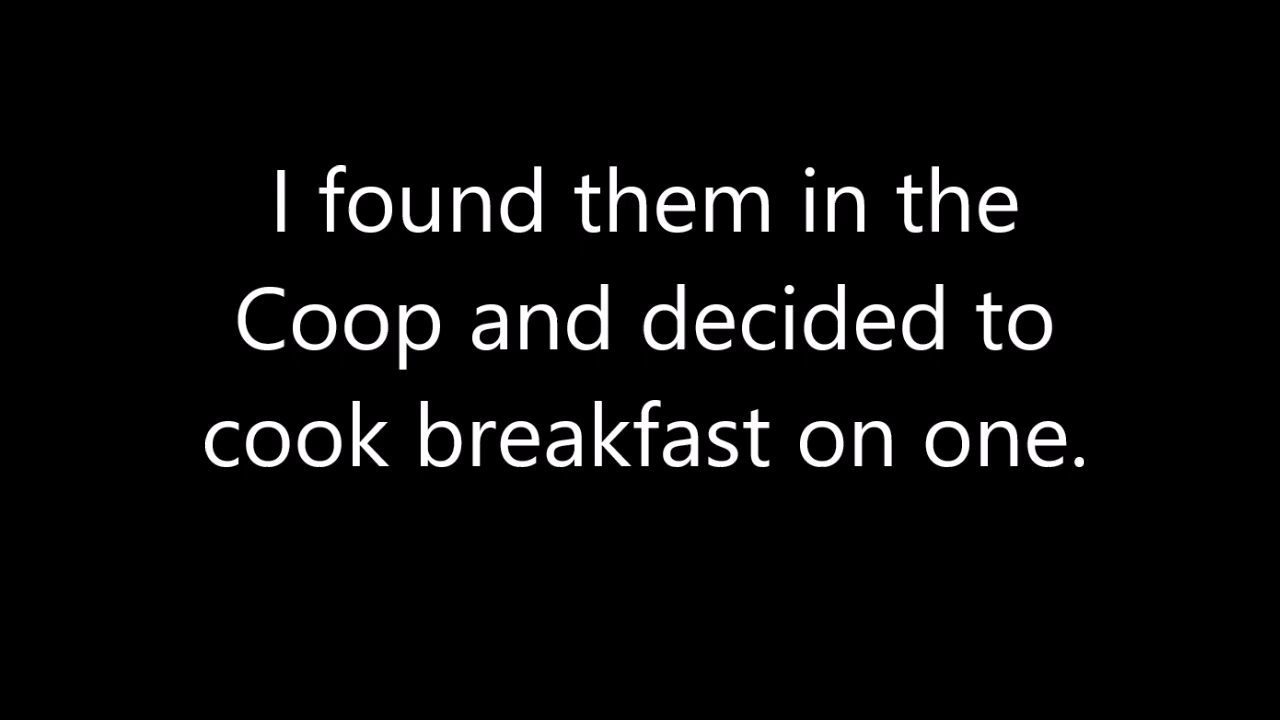 I found them in the
Coop and decided to
cook breakfast on one.